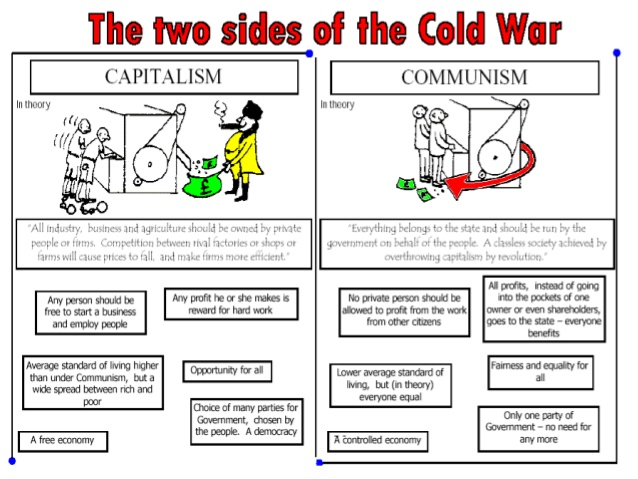 The two sides of the Cold War
CAPITALISM
In theory
£
£
"All industry, business and agriculture should be owned by private
people or firms. Competition between rival factories or shops or
farms will cause prices to fall, and make firms more efficient."
Any person should be
free to start a business
and employ people
Any profit he or she makes is
reward for hard work
Average standard of living higher
than under Communism, but a
wide spread between rich and
poor
Opportunity for all
Choice of many parties for
Government, chosen by
the people. A democracy
A free economy
COMMUNISM
In theory
£
"Everything belongs to the state and should be run by the
government on behalf of the people. A classless society achieved by
overthrowing capitalism by revolution."
No private person should be
allowed to profit from the work
from other citizens
All profits, instead of going
into the pockets of one
owner or even shareholders,
goes to the state – everyone
benefits
Lower average standard of
living, but (in theory)
everyone equal
Fairness and equality for
all
Only one party of
Government – no need for
any more
A controlled economy